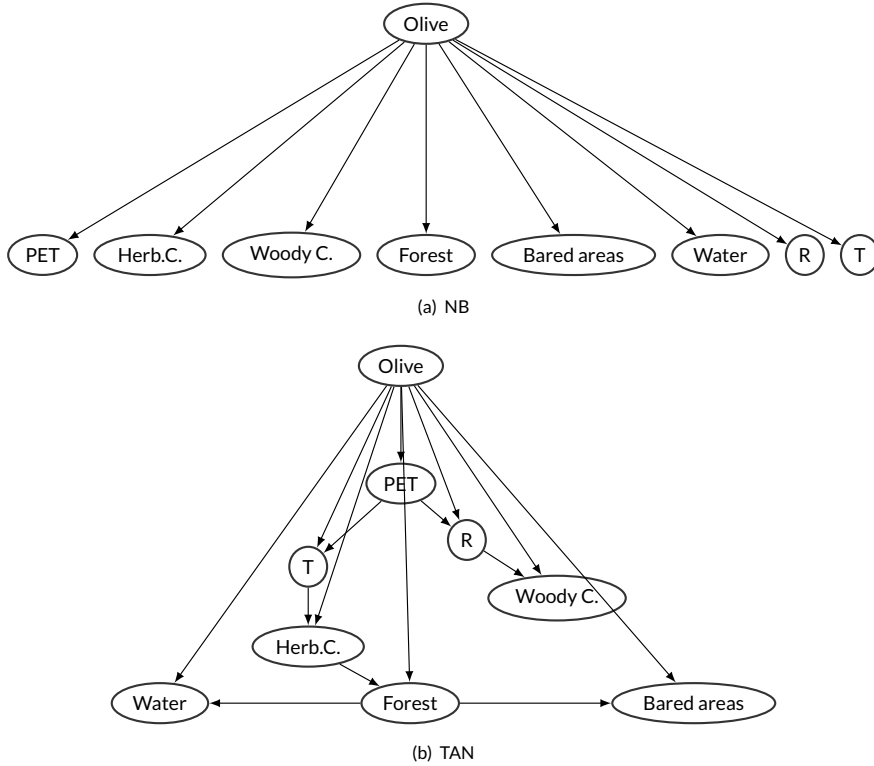 Olive
PET Herb.C. Woody C. Forest Bared areas Water R T
(a) NB
Olive
PET
R
T
Woody C.
Herb.C.
Water Forest Bared areas
(b) TAN